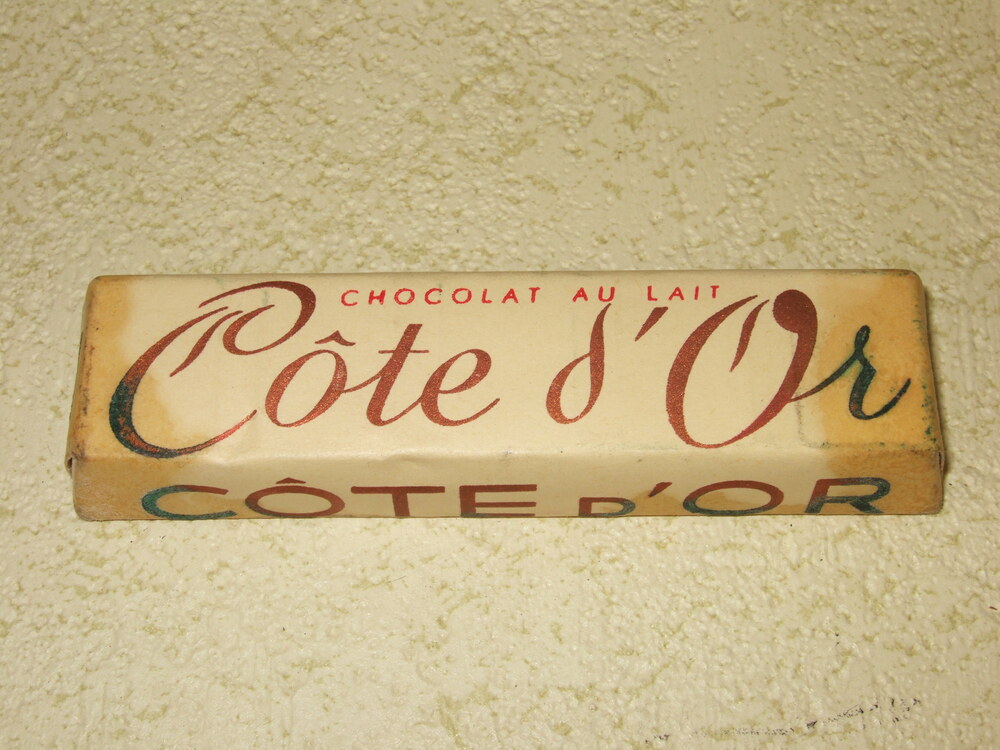 CHOCOLAT AU LAIT
Côte d'Or
CÔTE D'OR